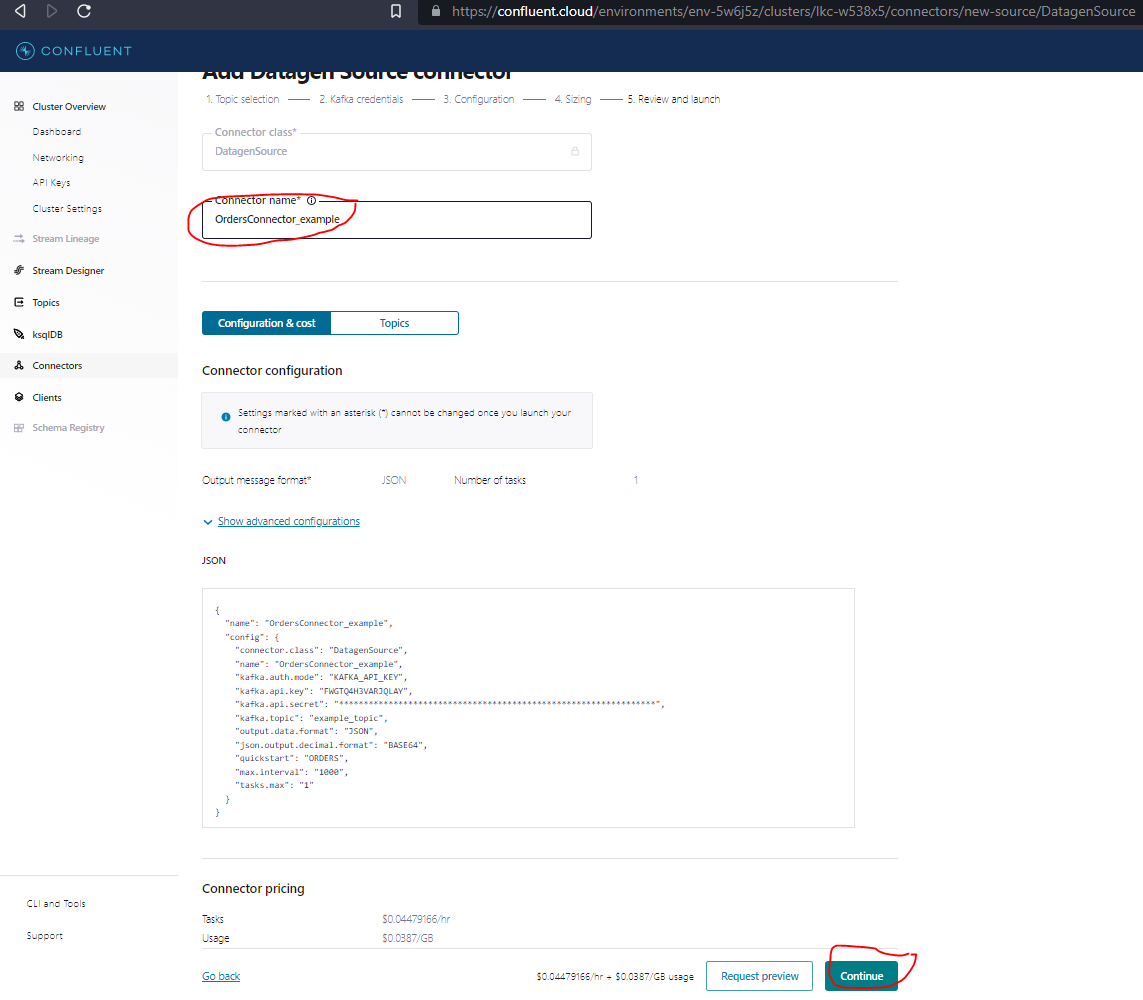 https://confluent.cloud/environments/env-5w6j5z/clusters/lkc-w538x5/connectors/new-source/DatagenSource
CONFLUENT
Cluster Overview
Dashboard
Networking
API Keys
Cluster Settings
Stream Lineage
Stream Designer
Topics
ksqlDB
Connectors
Clients
Schema Registry
CLI and Tools
Support
Add Datagen Source connector
1. Topic selection
2. Kafka credentials
3. Configuration
4. Sizing
5. Review and launch
Connector class*
DatagenSource
Connector name*
OrdersConnector_example
Configuration & cost
Topics
Connector configuration
Settings marked with an asterisk (*) cannot be changed once you launch your
connector
Output message format* JSON Number of tasks 1
Show advanced configurations
JSON
{
"name": "OrdersConnector_example",
"config": {
"connector.class": "DatagenSource",
"name": "OrdersConnector_example",
"kafka.auth.mode": "KAFKA_API_KEY",
"kafka.api.key": "FWGTQ4H3VARJQLAY",
"kafka.api.secret": "****************************************************************",
"kafka.topic": "example_topic",
"output.data.format": "JSON",
"json.output.decimal.format": "BASE64",
"quickstart": "ORDERS",
"max.interval": "1000",
"tasks.max": "1"
}
}
Connector pricing
Tasks $0.04479166/hr
Usage $0.0387/GB
Go back
$0.04479166/hr + $0.0387/GB usage
Request preview
Continue